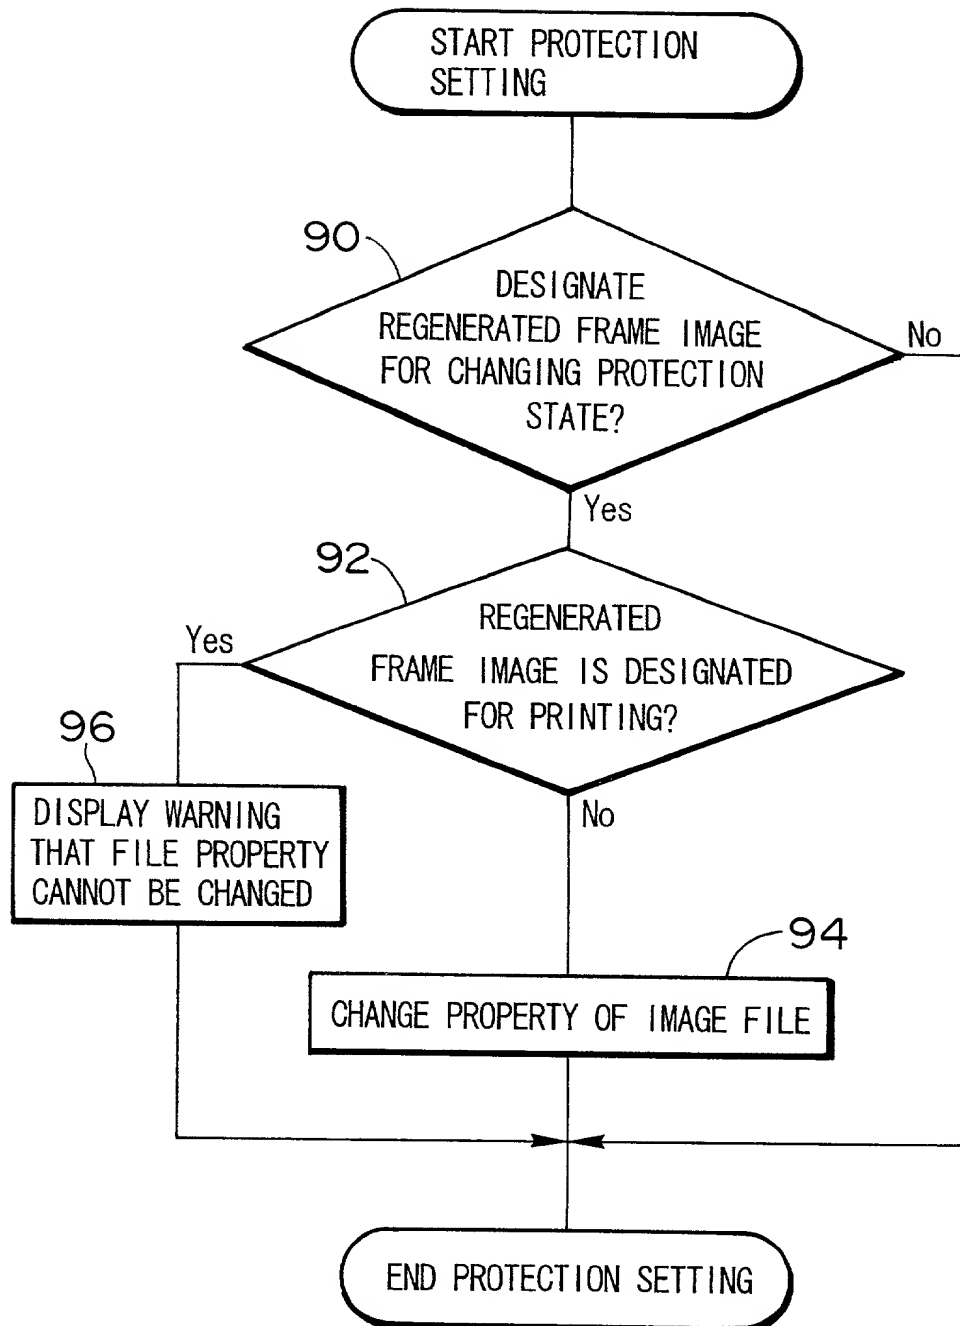 START PROTECTION
SETTING
90
DESIGNATE
REGENERATED FRAME IMAGE
FOR CHANGING PROTECTION
STATE?
No
Yes
92
REGENERATED
FRAME IMAGE IS DESIGNATED
FOR PRINTING?
Yes
No
96
DISPLAY WARNING
THAT FILE PROPERTY
CANNOT BE CHANGED
94
CHANGE PROPERTY OF IMAGE FILE
END PROTECTION SETTING